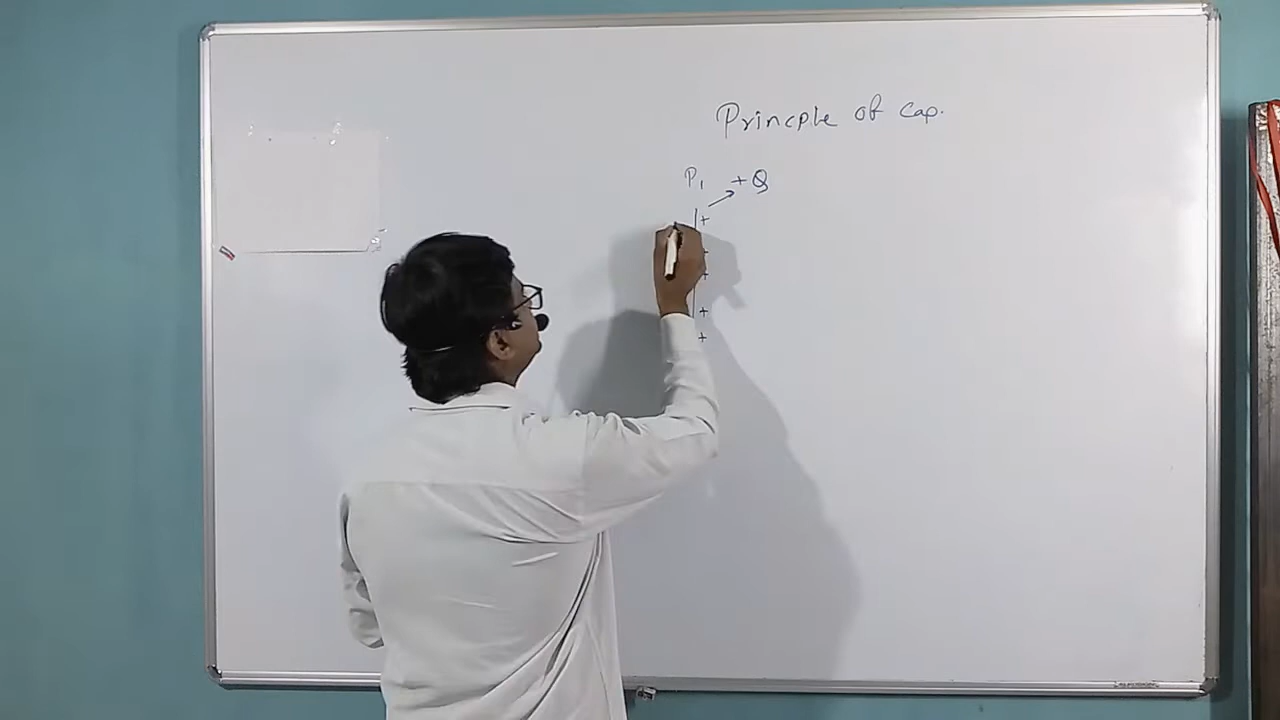 Princple of cap.
P1 + Q
+
+
+
+
+